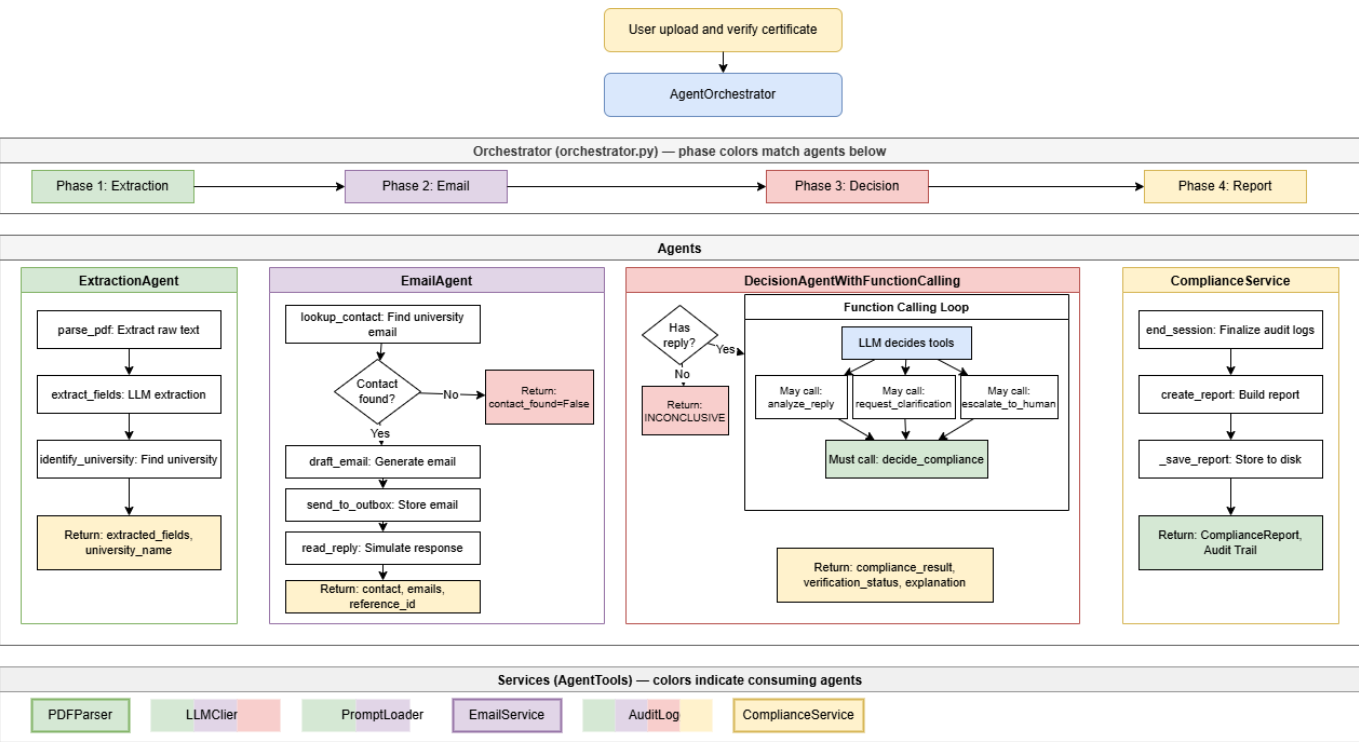 User upload and verify certificate
AgentOrchestrator
Orchestrator (orchestrator.py) — phase colors match agents below
Phase 1: Extraction
Phase 2: Email
Phase 3: Decision
Phase 4: Report
Agents
ExtractionAgent
parse_pdf: Extract raw text
extract_fields: LLM extraction
identify_university: Find university
Return: extracted_fields,
university_name
EmailAgent
lookup_contact: Find university
email
Contact
found?
No
Return:
contact_found=False
Yes
draft_email: Generate email
send_to_outbox: Store email
read_reply: Simulate response
Return: contact, emails,
reference_id
DecisionAgentWithFunctionCalling
Has
reply?
Yes
No
Return:
INCONCLUSIVE
Function Calling Loop
LLM decides tools
May call:
analyze_reply
May call:
request_clarification
May call:
escalate_to_human
Must call: decide_compliance
Return: compliance_result,
verification_status, explanation
ComplianceService
end_session: Finalize audit logs
create_report: Build report
_save_report: Store to disk
Return: ComplianceReport,
Audit Trail
Services (AgentTools) — colors indicate consuming agents
PDFParser
LLMClier
PromptLoader
EmailService
AuditLog
ComplianceService